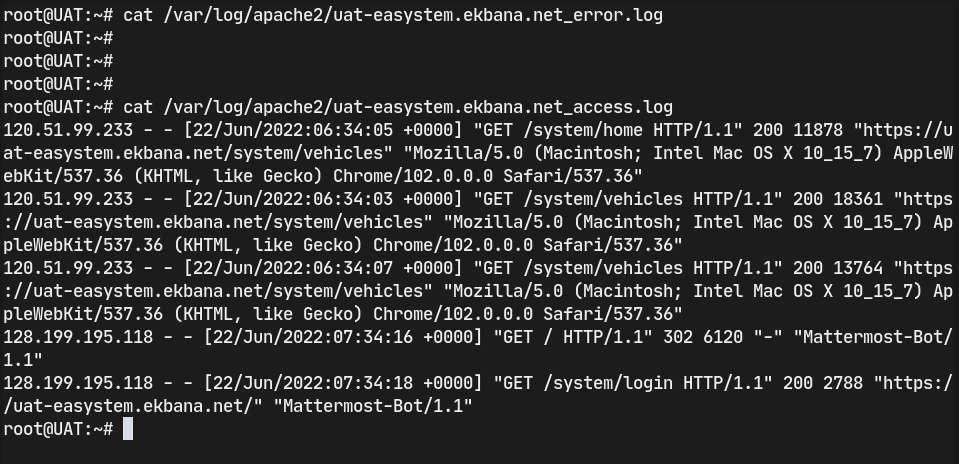 root@UAT:~# cat /var/log/apache2/uat-easystem.ekbana.net_error.log
root@UAT:~#
root@UAT:~#
root@UAT:~#
root@UAT:~# cat /var/log/apache2/uat-easystem.ekbana.net_access.log
120.51.99.233 - - [22/Jun/2022:06:34:05 +0000] "GET /system/home HTTP/1.1" 200 11878 "https://u
at-easystem.ekbana.net/system/vehicles" "Mozilla/5.0 (Macintosh; Intel Mac OS X 10_15_7) AppleW
ebKit/537.36 (KHTML, like Gecko) Chrome/102.0.0.0 Safari/537.36"
120.51.99.233 - - [22/Jun/2022:06:34:03 +0000] "GET /system/vehicles HTTP/1.1" 200 18361 "https
://uat-easystem.ekbana.net/system/vehicles" "Mozilla/5.0 (Macintosh; Intel Mac OS X 10_15_7) Ap
pleWebKit/537.36 (KHTML, like Gecko) Chrome/102.0.0.0 Safari/537.36"
120.51.99.233 - - [22/Jun/2022:06:34:07 +0000] "GET /system/vehicles HTTP/1.1" 200 13764 "https
://uat-easystem.ekbana.net/system/vehicles" "Mozilla/5.0 (Macintosh; Intel Mac OS X 10_15_7) Ap
pleWebKit/537.36 (KHTML, like Gecko) Chrome/102.0.0.0 Safari/537.36"
128.199.195.118 - - [22/Jun/2022:07:34:16 +0000] "GET / HTTP/1.1" 302 6120 "-" "Mattermost-Bot/
1.1"
128.199.195.118 - - [22/Jun/2022:07:34:18 +0000] "GET /system/login HTTP/1.1" 200 2788 "https:/
/uat-easystem.ekbana.net/" "Mattermost-Bot/1.1"
root@UAT:~#